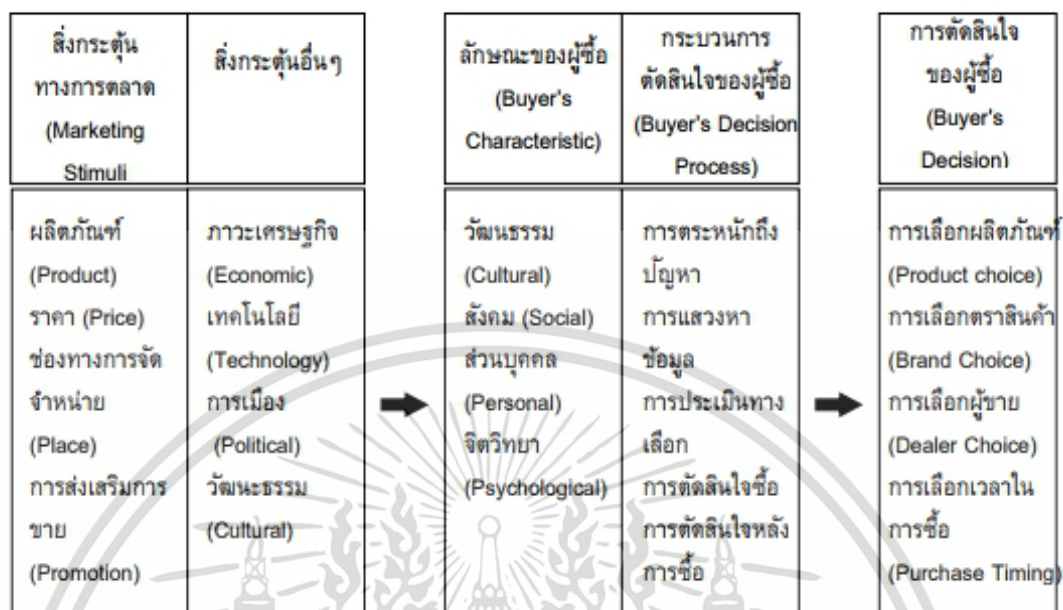 สิ่งกระตุ้น
ทางการตลาด
(Marketing
Stimuli
สิ่งกระตุ้นอื่นๆ
ลักษณะของผู้ซื้อ
(Buyer's
Characteristic)
กระบวนการ
ตัดสินใจของผู้ซื้อ
(Buyer's Decision
Process)
การตัดสินใจ
ของผู้ซื้อ
(Buyer's
Decision)
ผลิตภัณฑ์
(Product)
ราคา (Price)
ช่องทางการจัด
จำหน่าย
(Place)
การส่งเสริมการ
ขาย
(Promotion)
ภาวะเศรษฐกิจ
(Economic)
เทคโนโลยี
(Technology)
การเมือง
(Political)
วัฒนะธรรม
(Cultural)
วัฒนธรรม
(Cultural)
สังคม (Social)
ส่วนบุคคล
(Personal)
จิตวิทยา
(Psychological)
การตระหนักถึง
ปัญหา
การแสวงหา
ข้อมูล
การประเมินทาง
เลือก
การตัดสินใจซื้อ
การตัดสินใจหลัง
การซื้อ
การเลือกผลิตภัณฑ์
(Product choice)
การเลือกตราสินค้า
(Brand Choice)
การเลือกผู้ขาย
(Dealer Choice)
การเลือกเวลาใน
การซื้อ
(Purchase Timing)